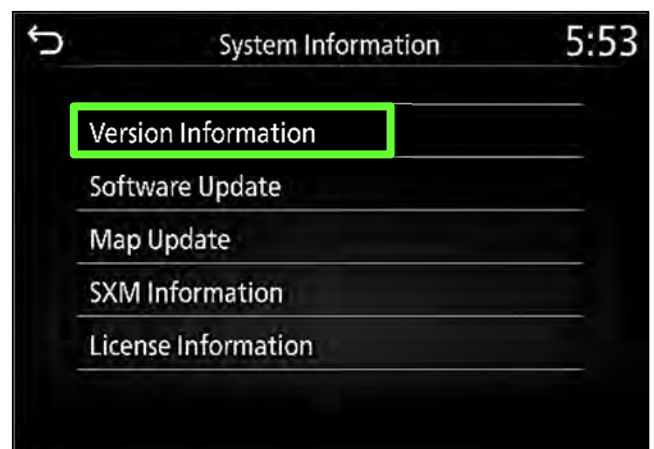 System Information 5:53
Version Information
Software Update
Map Update
SXM Information
License Information